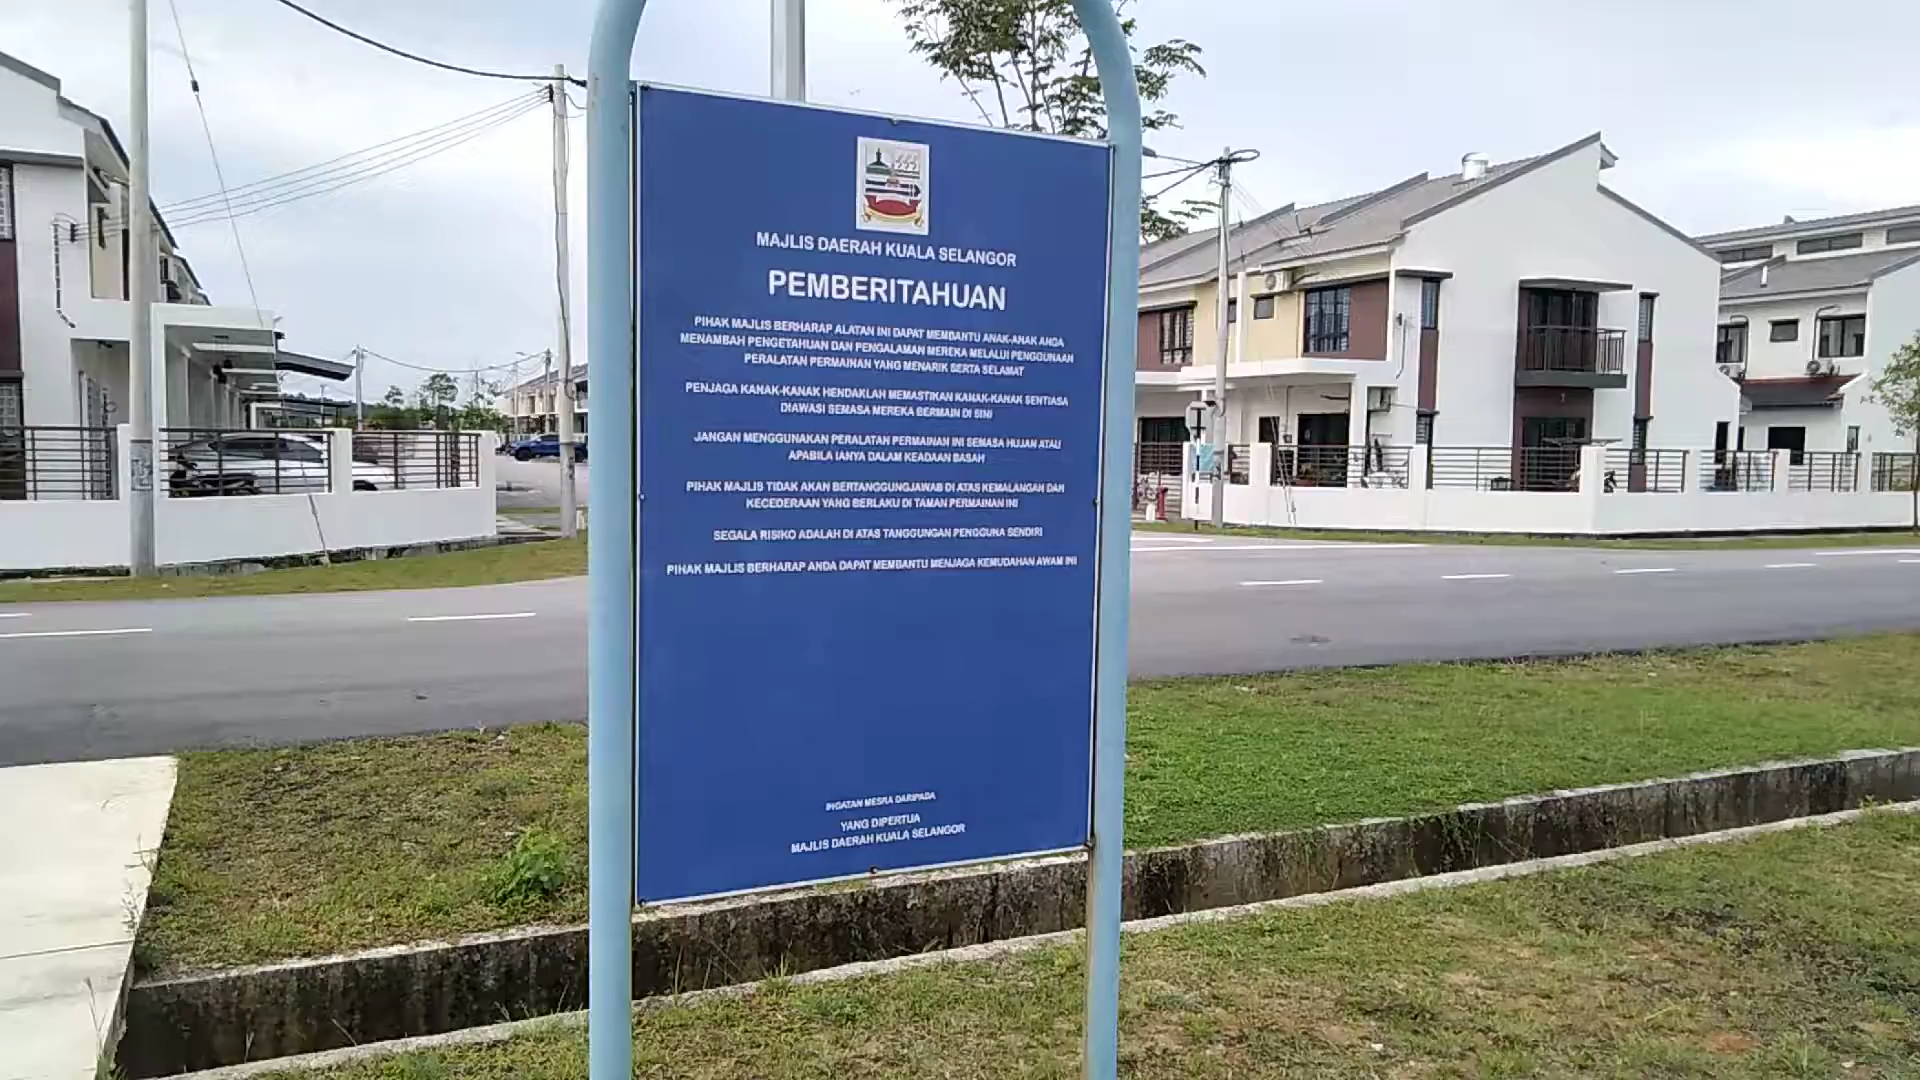 MAJLIS DAERAH KUALA SELANGOR
PEMBERITAHUAN
PIHAK MAJLIS BERHARAP ALATAN INI DAPAT MEMBANTU ANAK-ANAK ANDA
MENAMBAH PENGETAHUAN DAN PENGALAMAN MEREKA MELALUI PENGGUNAAN
PERALATAN PERMAINAN YANG MENARIK SERTA SELAMAT
PENJAGA KANAK-KANAK HENDAKLAH MEMASTIKAN KANAK-KANAK SENTIASA
DIAWASI SEMASA MEREKA BERMAIN DI SINI
JANGAN MENGGUNAKAN PERALATAN PERMAINAN INI SEMASA HUJAN ATAU
APABILA IANYA DALAM KEADAAN BASAH
PIHAK MAJLIS TIDAK AKAN BERTANGGUNGJAWAB DI ATAS KEMALANGAN DAN
KECEDERAAN YANG BERLAKU DI TAMAN PERMAINAN INI
SEGALA RISIKO ADALAH DI ATAS TANGGUNGAN PENGGUNA SENDIRI
PIHAK MAJLIS BERHARAP ANDA DAPAT MEMBANTU MENJAGA KEMUDAHAN AWAM INI
INGATAN MESRA DARIPADA
YANG DIPERTUA
MAJLIS DAERAH KUALA SELANGOR